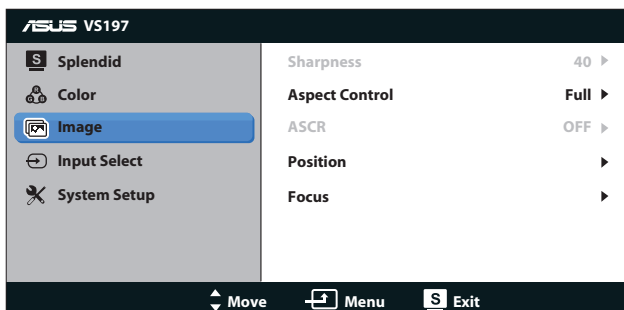 ASUS VS197
S Splendid
Color
Image
Input Select
System Setup
Sharpness 40
Aspect Control Full
ASCR OFF
Position
Focus
Move Menu S Exit